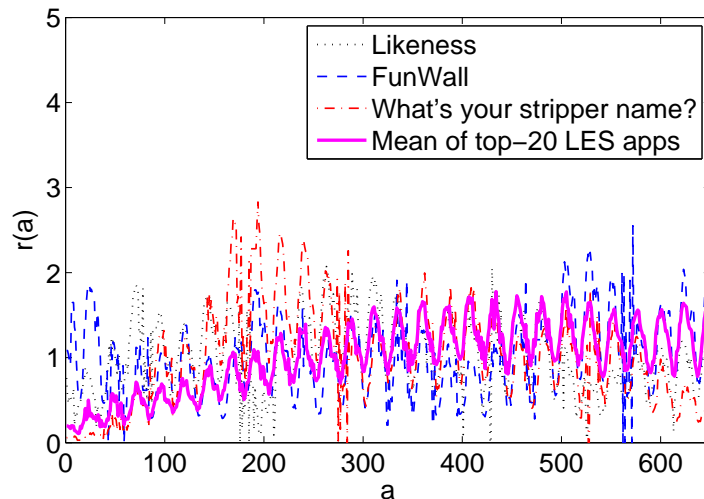 5
4
3
2
1
0
r(a)
Likeness
FunWall
What's your stripper name?
Mean of top−20 LES apps
0 100 200 300 400 500 600
a